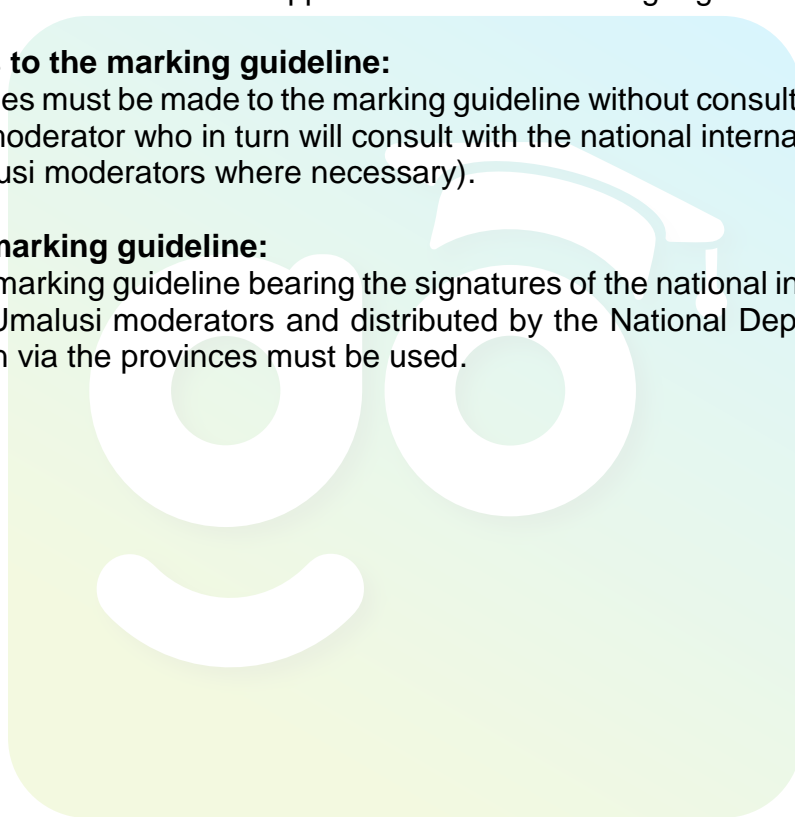 to the marking guideline:
es must be made to the marking guideline without consult
moderator who in turn will consult with the national interna
usi moderators where necessary).
marking guideline:
marking guideline bearing the signatures of the national in
Umalusi moderators and distributed by the National Dep
n via the provinces must be used.
go